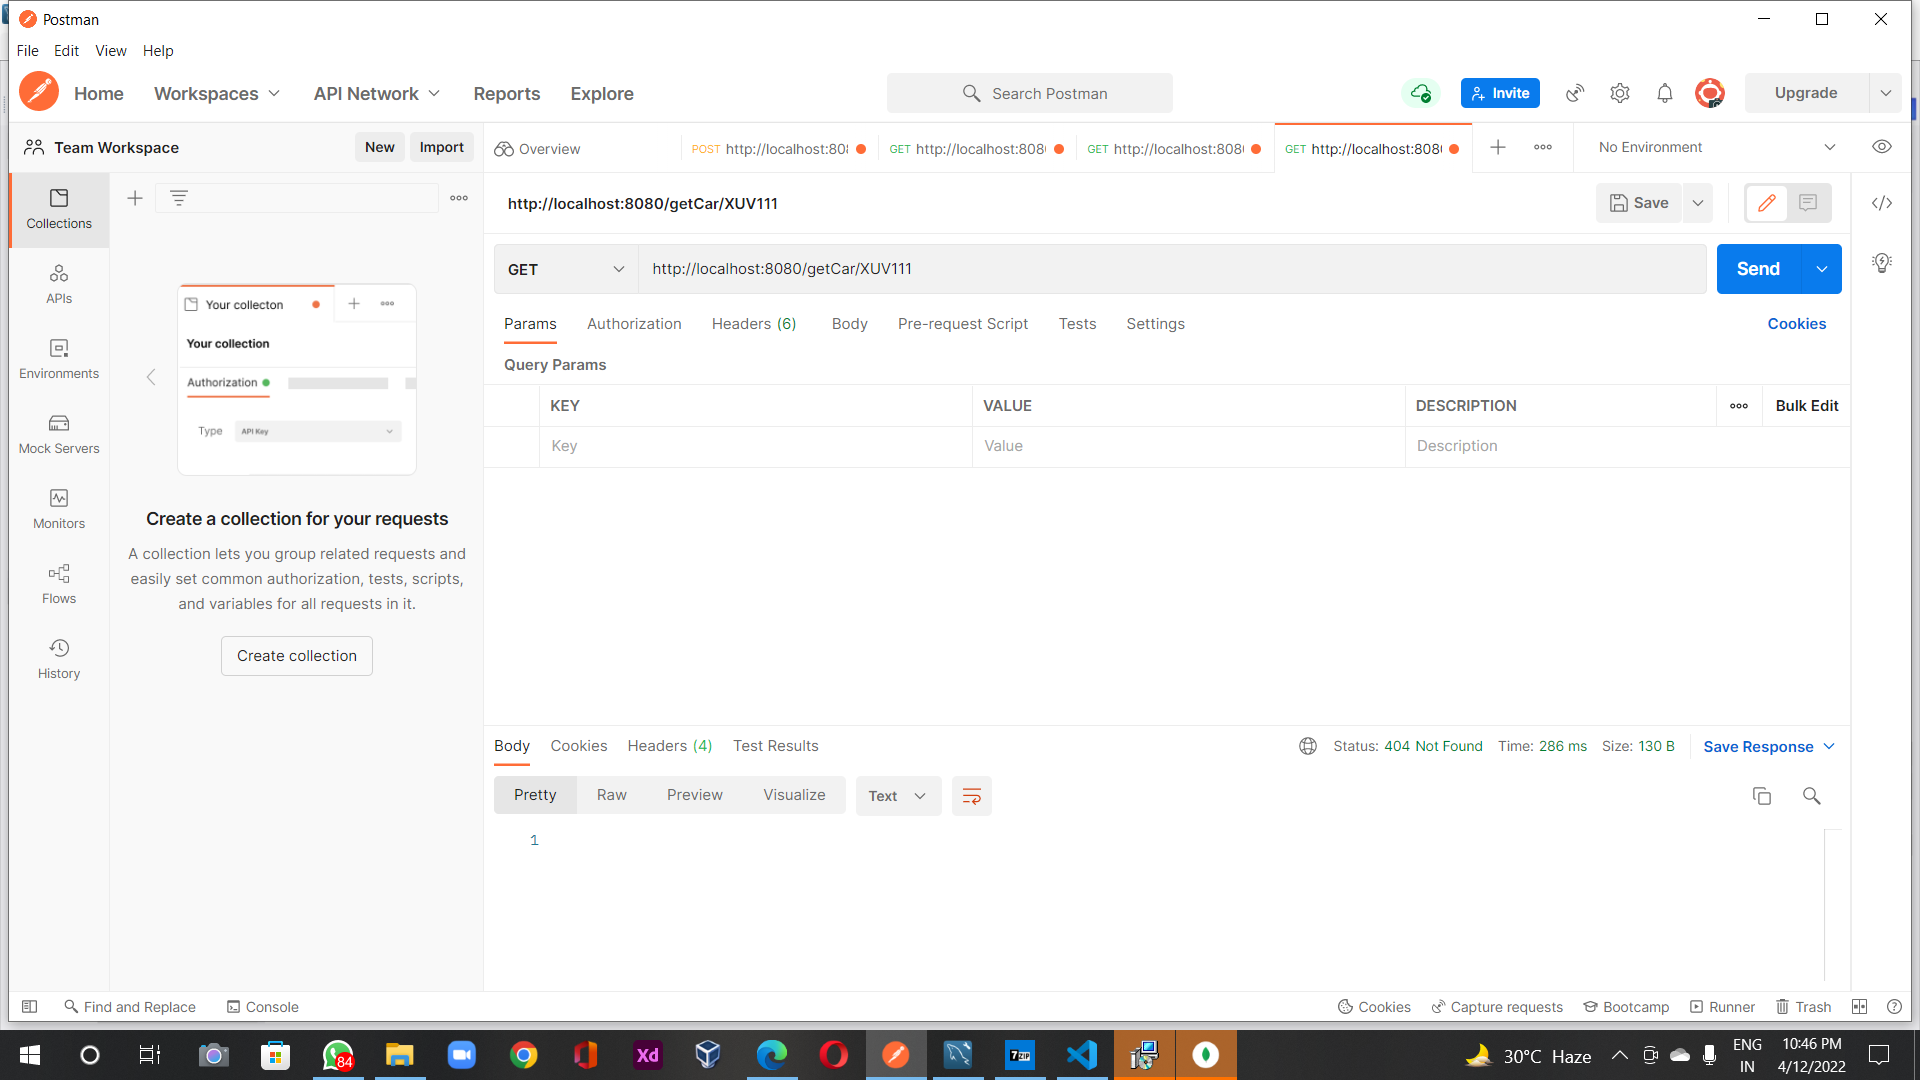 Postman
File Edit View Help
Home Workspaces API Network Reports Explore
Search Postman
Invite
Upgrade
Team Workspace
New
Import
Overview
POST http://localhost:808
GET http://localhost:8080
GET http://localhost:8080
GET http://localhost:8080
No Environment
Collections
APIs
Environments
Mock Servers
Monitors
Flows
History
Your collecton
Your collection
Authorization
Type API Key
Create a collection for your requests
A collection lets you group related requests and
easily set common authorization, tests, scripts,
and variables for all requests in it.
Create collection
http://localhost:8080/getCar/XUV111
Save
GET http://localhost:8080/getCar/XUV111
Send
Params Authorization Headers (6) Body Pre-request Script Tests Settings
Cookies
Query Params
KEY VALUE DESCRIPTION Bulk Edit
Key Value Description
Body Cookies Headers (4) Test Results
Status: 404 Not Found Time: 286 ms Size: 130 B
Save Response
Pretty Raw Preview Visualize
Text
1
Find and Replace
Console
Cookies
Capture requests
Bootcamp
Runner
Trash
84
Xd
7ZIP
30°C Haze
ENG
IN
10:46 PM
4/12/2022